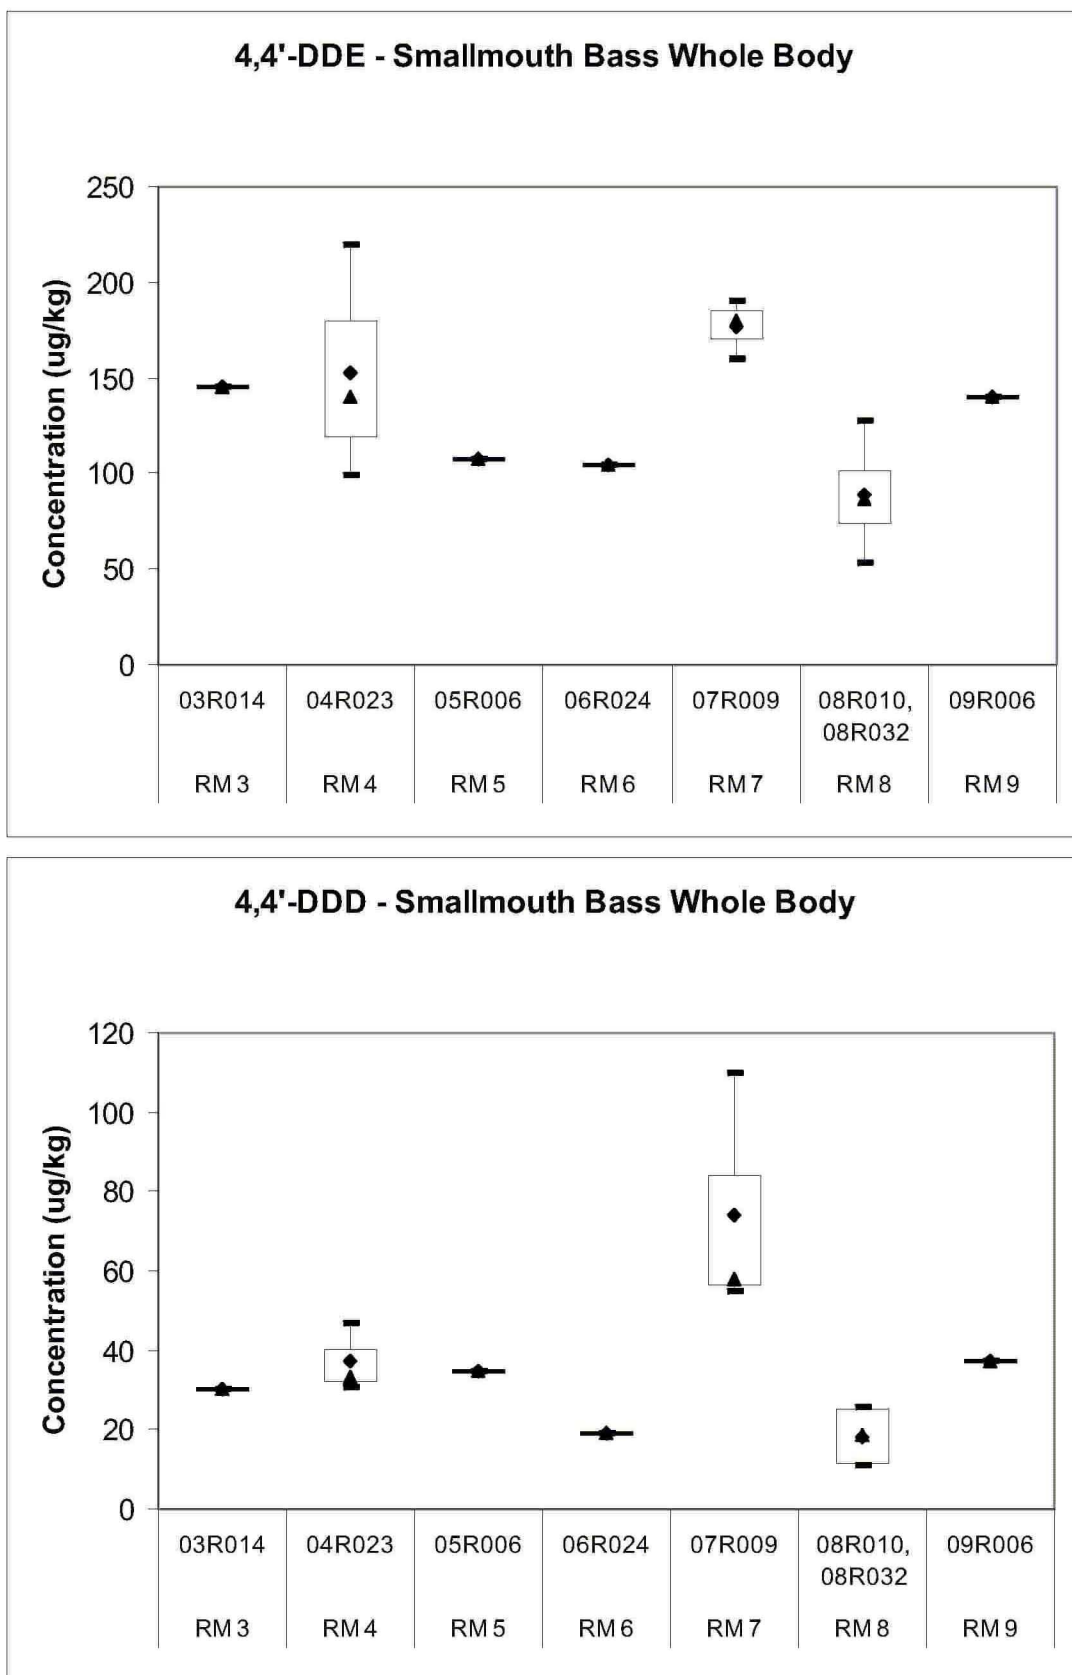 4,4'-DDE - Smallmouth Bass Whole Body
Concentration (ug/kg)
250
200
150
100
50
0
03R014 04R023 05R006 06R024 07R009 08R010, 09R006
08R032
RM 3 RM 4 RM 5 RM 6 RM 7 RM 8 RM 9
4,4'-DDD - Smallmouth Bass Whole Body
Concentration (ug/kg)
120
100
80
60
40
20
0
03R014 04R023 05R006 06R024 07R009 08R010, 09R006
08R032
RM 3 RM 4 RM 5 RM 6 RM 7 RM 8 RM 9